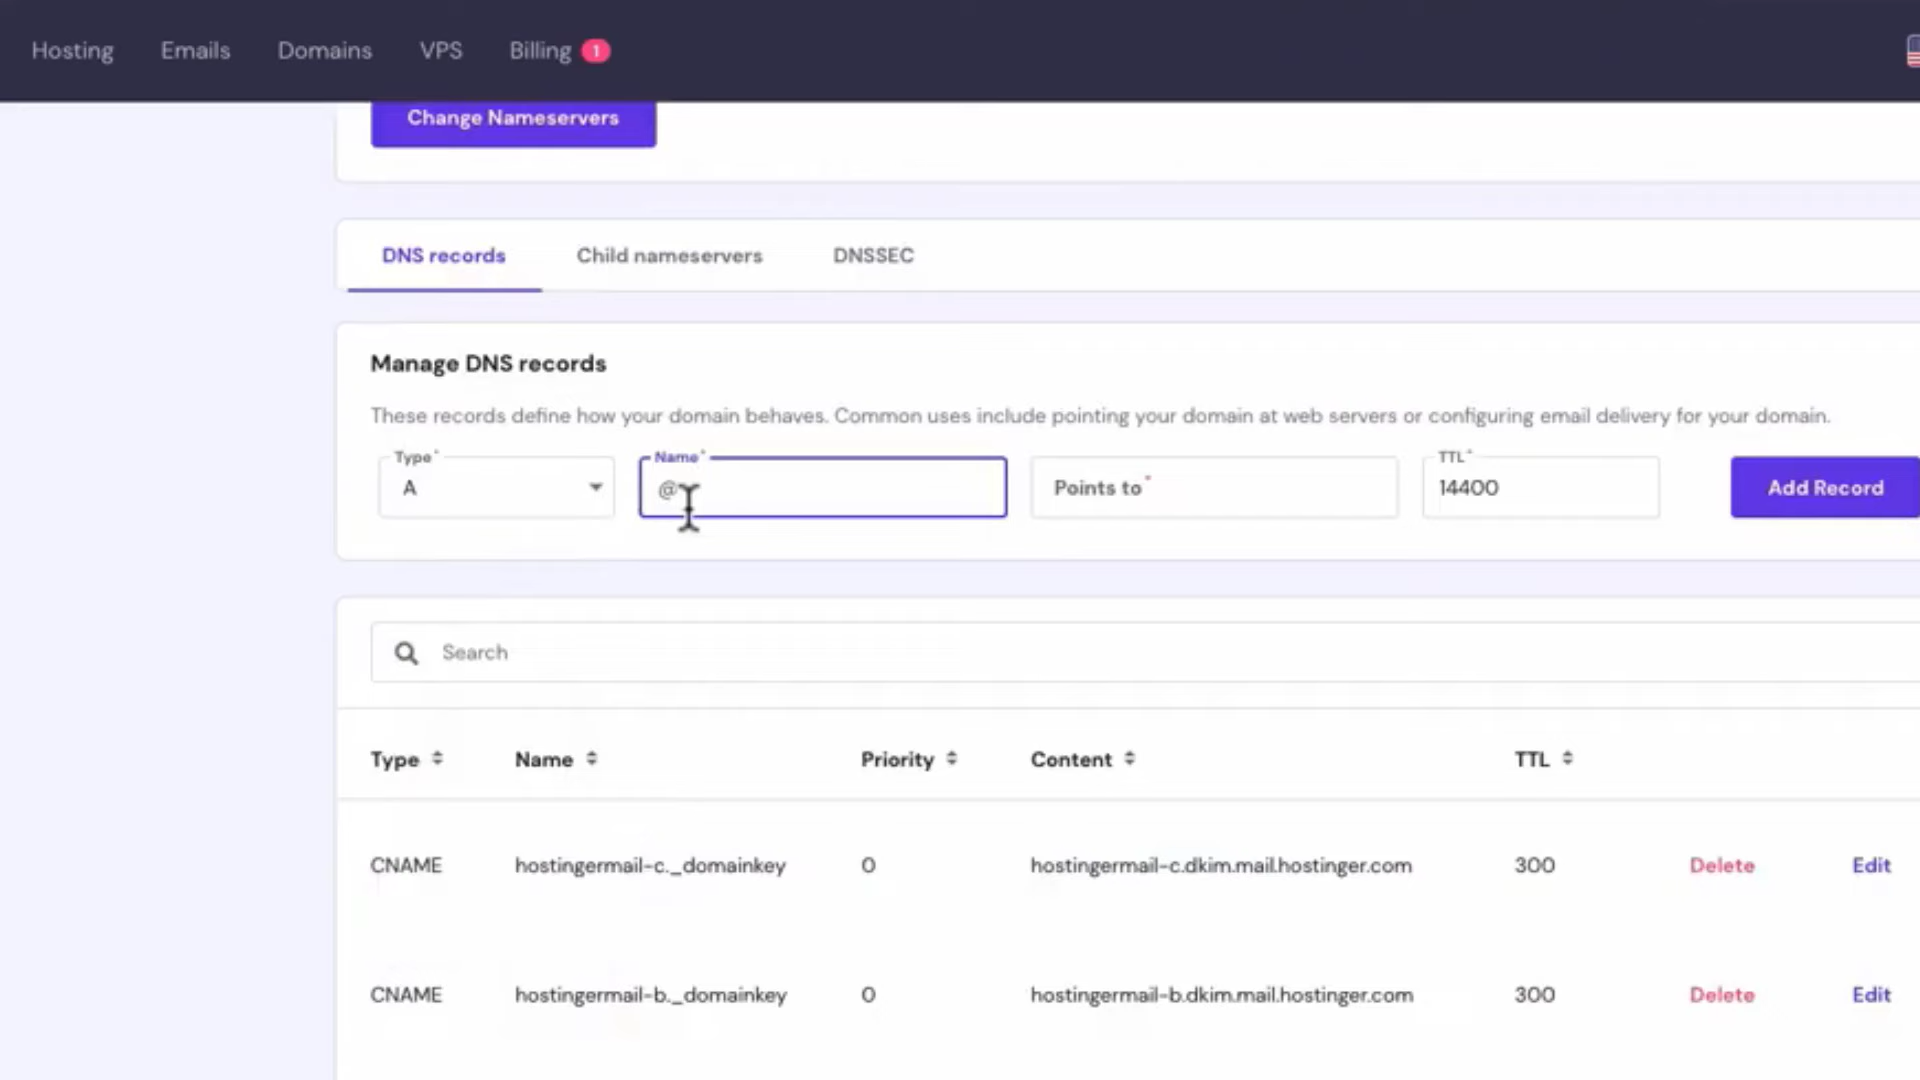 Hosting Emails Domains VPS Billing 1
Change Nameservers
DNS records Child nameservers DNSSEC
Manage DNS records
These records define how your domain behaves. Common uses include pointing your domain at web servers or configuring email delivery for your domain.
Type* Name* TTL*
A @ Points to* 14400 Add Record
Search
Type Name Priority Content TTL
CNAME hostingermail-c._domainkey 0 hostingermail-c.dkim.mail.hostinger.com 300 Delete Edit
CNAME hostingermail-b._domainkey 0 hostingermail-b.dkim.mail.hostinger.com 300 Delete Edit